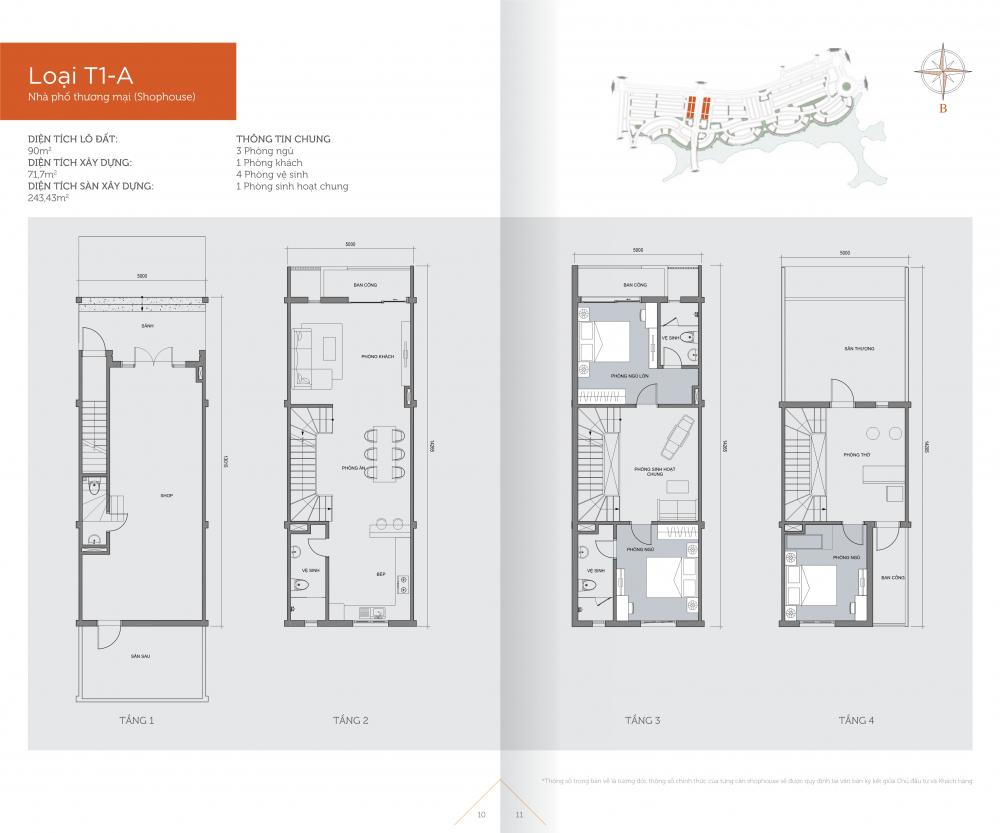 Loại T1-A
Nhà phố thương mại (Shophouse)
DIỆN TÍCH LÔ ĐẤT:
90m²
DIỆN TÍCH XÂY DỰNG:
71,7m²
DIỆN TÍCH SÀN XÂY DỰNG:
243,43m²
THÔNG TIN CHUNG
3 Phòng ngủ
1 Phòng khách
4 Phòng vệ sinh
1 Phòng sinh hoạt chung
B
5000
SẢNH
SHOP
13015
SÂN SAU
TẦNG 1
5000
BAN CÔNG
PHÒNG KHÁCH
PHÒNG ĂN
14265
VỆ SINH
BẾP
TẦNG 2
5000
BAN CÔNG
VỆ SINH
PHÒNG NGỦ LỚN
PHÒNG SINH HOẠT
CHUNG
14265
PHÒNG NGỦ
VỆ SINH
TẦNG 3
5000
SÂN THƯỢNG
PHÒNG THỜ
14265
PHÒNG NGỦ
BAN CÔNG
TẦNG 4
*Thông số trong bản vẽ là tương đối, thông số chính thức của từng căn shophouse sẽ được quy định tại văn bản ký kết giữa Chủ đầu tư và Khách hàng.
10
11